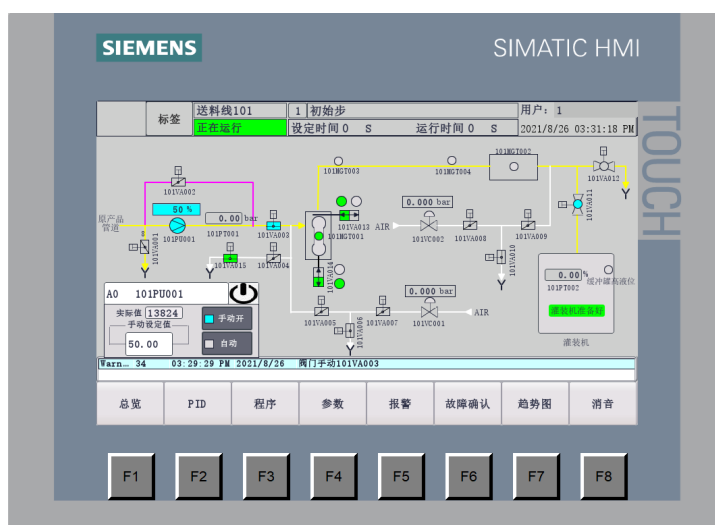 SIEMENS
SIMATIC HMI
TOUCH
标签
送料线101
1 初始步
用户: 1
正在运行
设定时间 0 S
运行时间 0 S
2021/8/26 03:31:18 PM
101MGT002
101MGT003
101MGT004
101VA012
101VA002
101VA011
50 %
0.00 bar
0.000 bar
原产品
管道
101PU001
101PT001
101VA003
101MGT001
101VA013
AIR
101VC002
101VA008
101VA009
101VA001
101VA015
101VA004
101VA014
101VA010
0.00 %
缓冲罐高液位
101PT002
A0 101PU001
0.000 bar
灌装机准备好
实际值 13824
手动设定值
手动开
101VA005
101VA006
101VA007
101VC001
AIR
50.00
自动
灌装机
Warn… 34 03:29:29 PM 2021/8/26 阀门手动101VA003
总览
PID
程序
参数
报警
故障确认
趋势图
消音
F1
F2
F3
F4
F5
F6
F7
F8